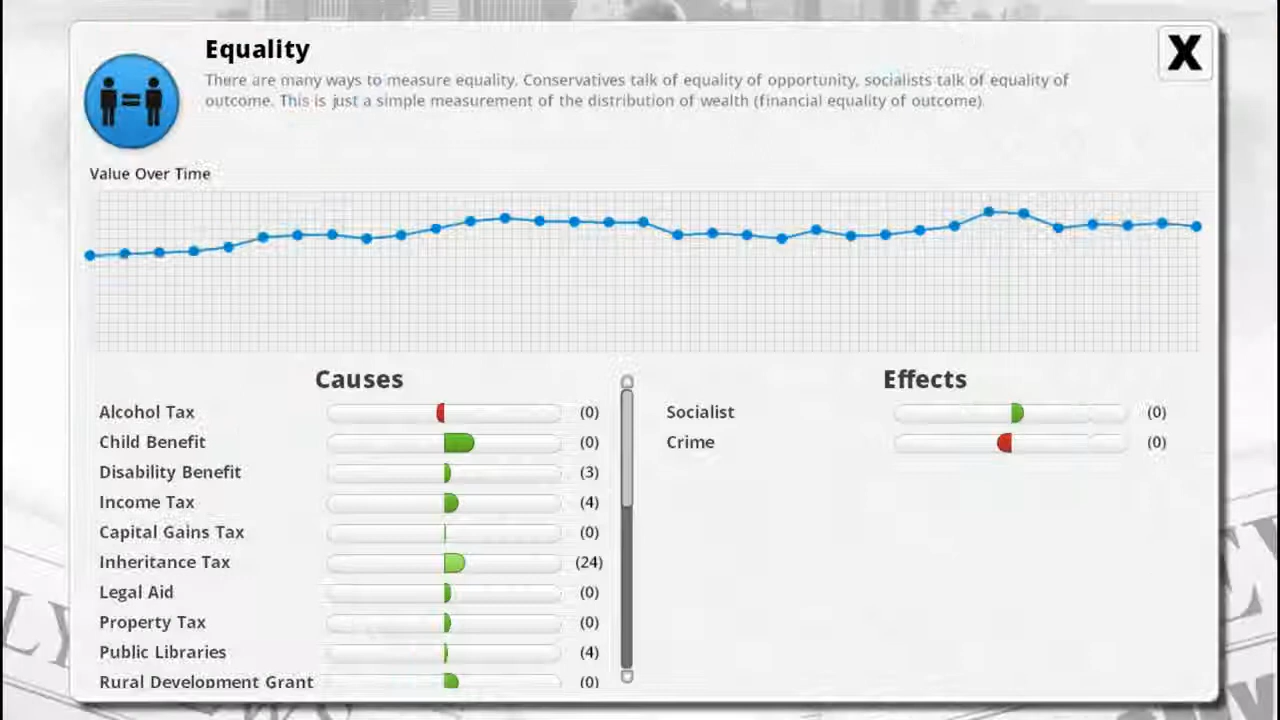 Equality
X
There are many ways to measure equality. Conservatives talk of equality of opportunity, socialists talk of equality of
outcome. This is just a simple measurement of the distribution of wealth (financial equality of outcome).
Value Over Time
Causes
Alcohol Tax (0)
Child Benefit (0)
Disability Benefit (3)
Income Tax (4)
Capital Gains Tax (0)
Inheritance Tax (24)
Legal Aid (0)
Property Tax (0)
Public Libraries (4)
Rural Development Grant (0)
Effects
Socialist (0)
Crime (0)